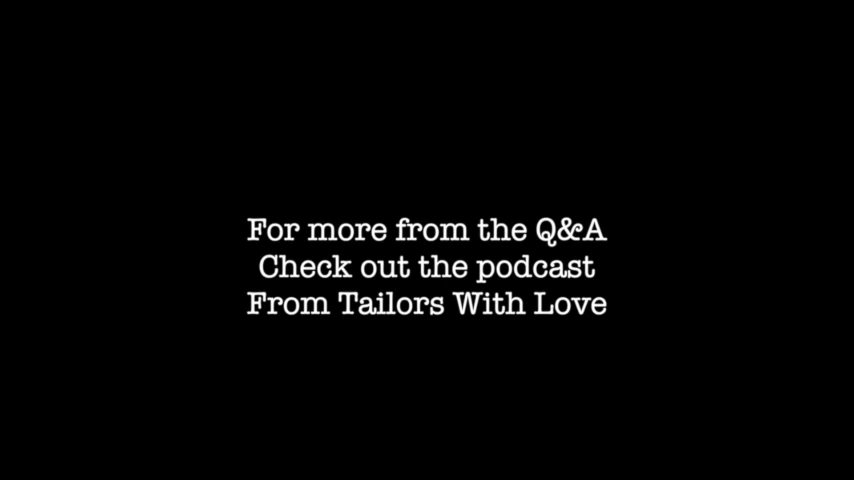 For more from the Q&A
Check out the podcast
From Tailors With Love